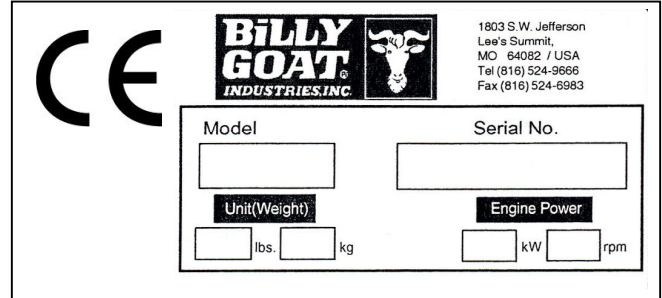 CE
BiLLY
GOAT®
INDUSTRIES,INC.
1803 S.W. Jefferson
Lee's Summit,
MO 64082 / USA
Tel (816) 524-9666
Fax (816) 524-6983
Model Serial No.
Unit(Weight) Engine Power
lbs. kg kW rpm